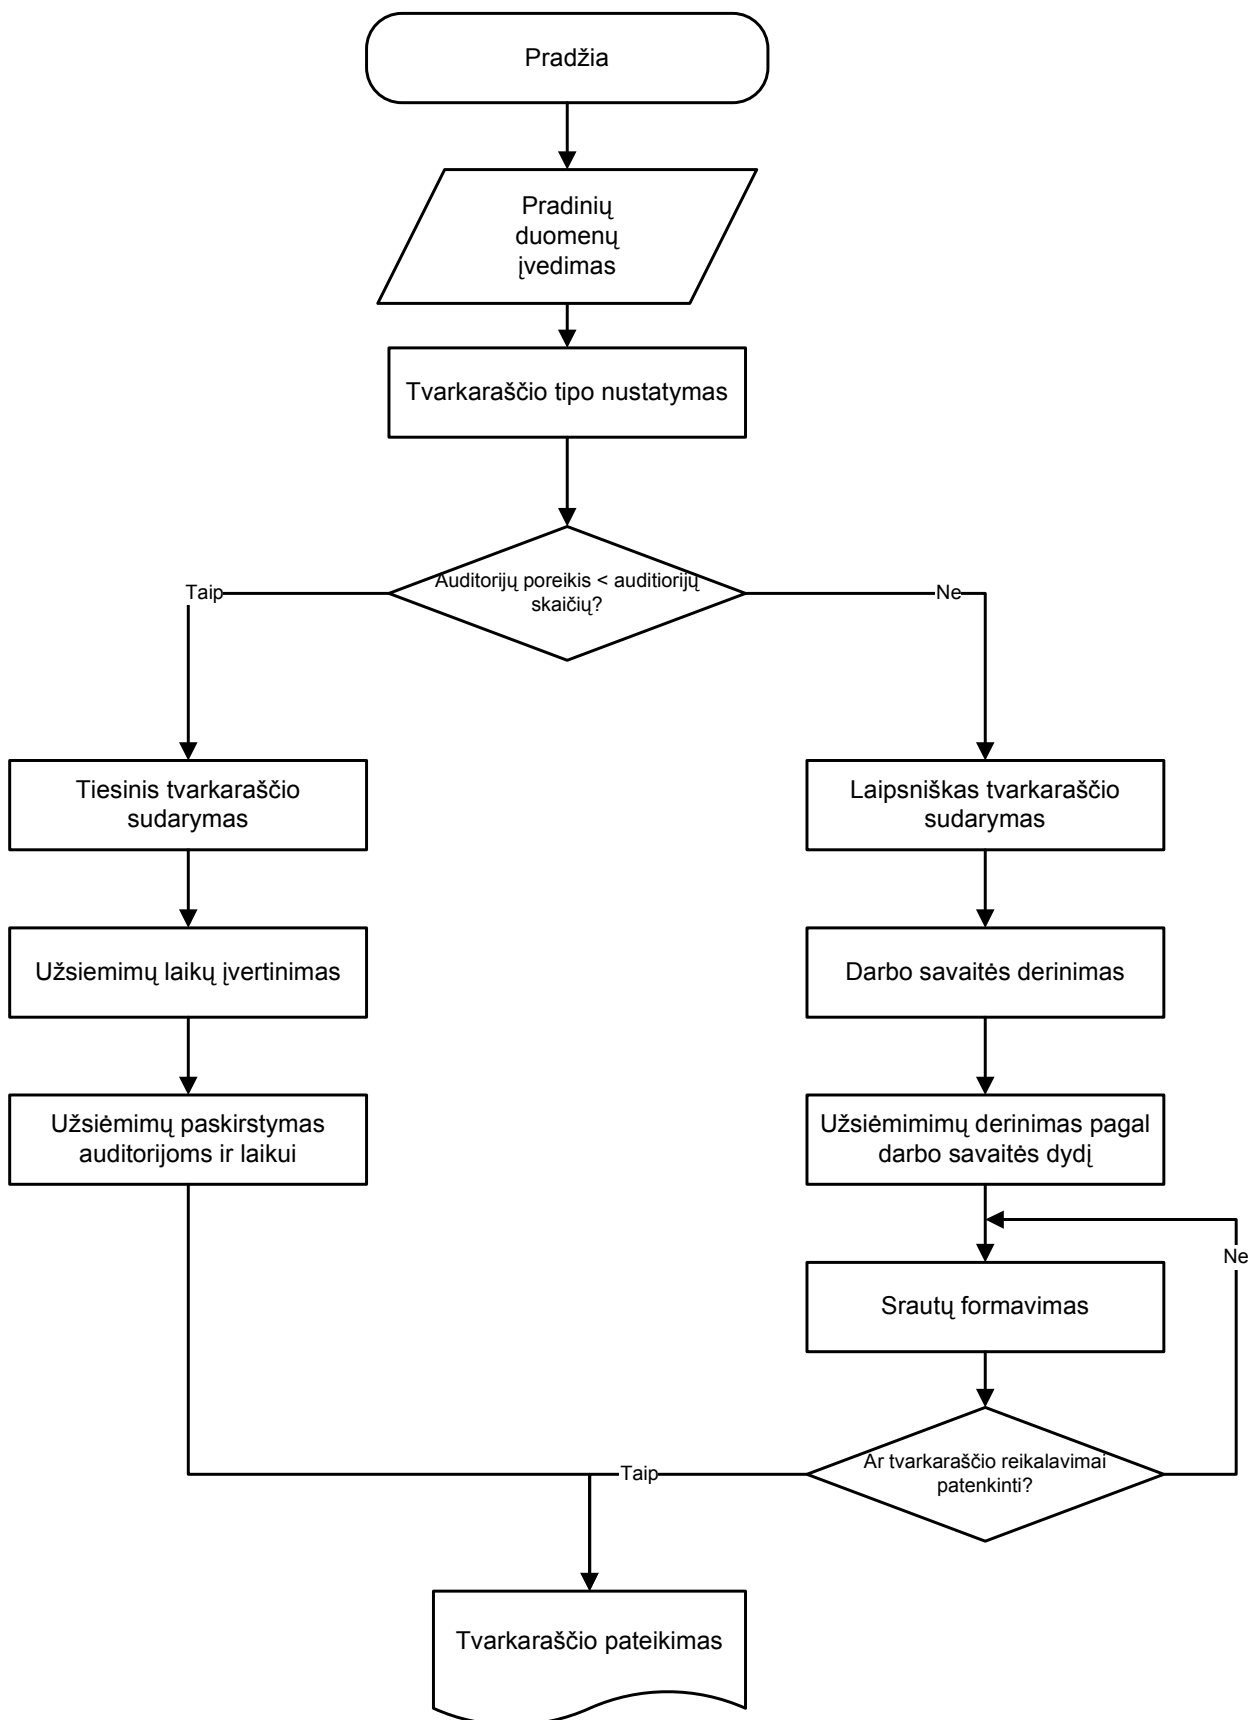 Pradžia
Pradinių
duomenų
įvedimas
Tvarkaraščio tipo nustatymas
Auditorijų poreikis < auditiorijų
skaičių?
Taip
Ne
Tiesinis tvarkaraščio
sudarymas
Laipsniškas tvarkaraščio
sudarymas
Užsiemimų laikų įvertinimas
Darbo savaitės derinimas
Užsiėmimų paskirstymas
auditorijoms ir laikui
Užsiėmimimų derinimas pagal
darbo savaitės dydį
Ne
Srautų formavimas
Ar tvarkaraščio reikalavimai
patenkinti?
Taip
Tvarkaraščio pateikimas